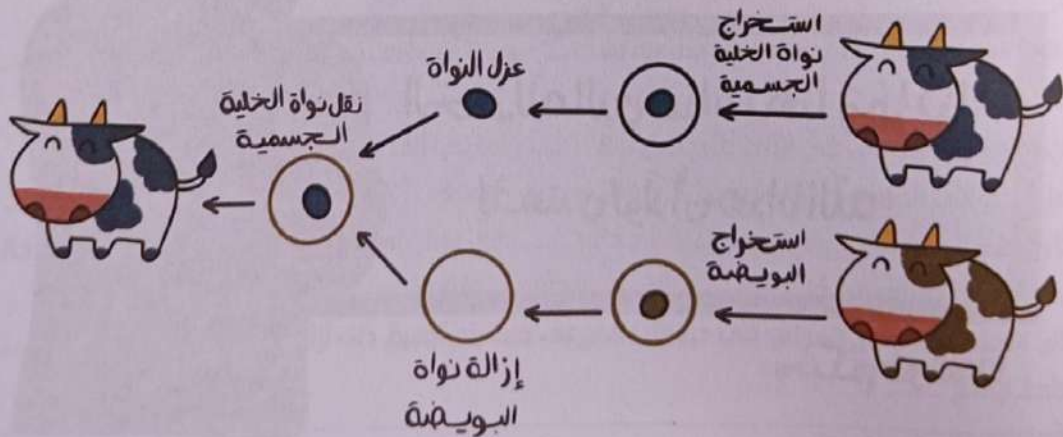 استخراج
نواة الخلية
الجسمية
عزل النواة
نقل نواة الخلية
الجسمية
استخراج
البويضة
إزالة نواة
البويضة